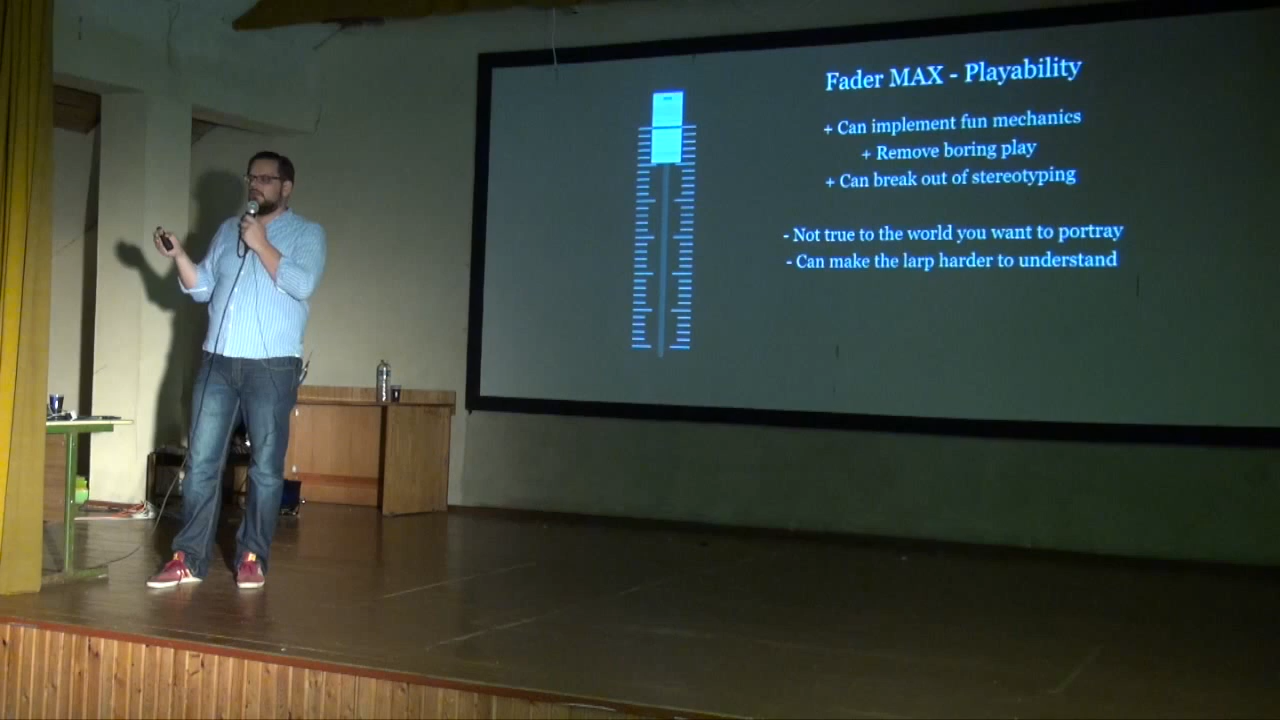 Fader MAX - Playability
+ Can implement fun mechanics
+ Remove boring play
+ Can break out of stereotyping
- Not true to the world you want to portray
- Can make the larp harder to understand